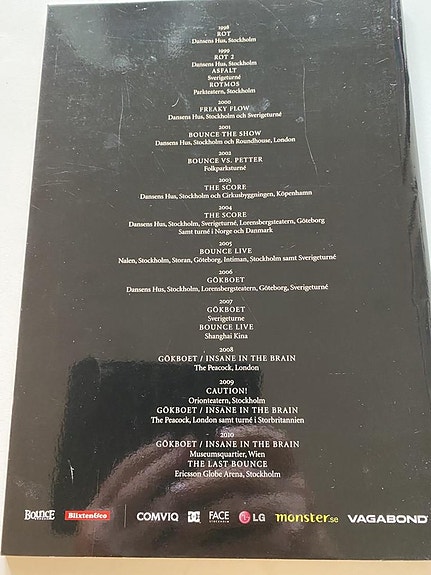 1998
ROT
Dansens Hus, Stockholm
1999
ROT 2
Dansens Hus, Stockholm
ASFALT
Sverigeturné
ROTMOS
Parkteatern, Stockholm
2000
FREAKY FLOW
Dansens Hus, Stockholm och Sverigeturné
2001
BOUNCE THE SHOW
Dansens Hus, Stockholm och Roundhouse, London
2002
BOUNCE VS. PETTER
Folkparksturné
2003
THE SCORE
Dansens Hus, Stockholm och Cirkusbyggningen, Köpenhamn
2004
THE SCORE
Dansens Hus, Stockholm, Sverigeturné, Lorensbergsteatern, Göteborg
Samt turné i Norge och Danmark
2005
BOUNCE LIVE
Nalen, Stockholm, Storan, Göteborg, Intiman, Stockholm samt Sverigeturné
2006
GÖKBOET
Dansens Hus, Stockholm, Lorensbergsteatern, Göteborg, Sverigeturné
2007
GÖKBOET
Sverigeturne
BOUNCE LIVE
Shanghai Kina
2008
GÖKBOET / INSANE IN THE BRAIN
The Peacock, London
2009
CAUTION!
Orionteatern, Stockholm
GÖKBOET / INSANE IN THE BRAIN
The Peacock, London samt turné i Storbritannien
2010
GÖKBOET / INSANE IN THE BRAIN
Museumsquartier, Wien
THE LAST BOUNCE
Ericsson Globe Arena, Stockholm
BOUNCE Blixten&co COMVIQ DC FACE STOCKHOLM LG monster.se VAGABOND